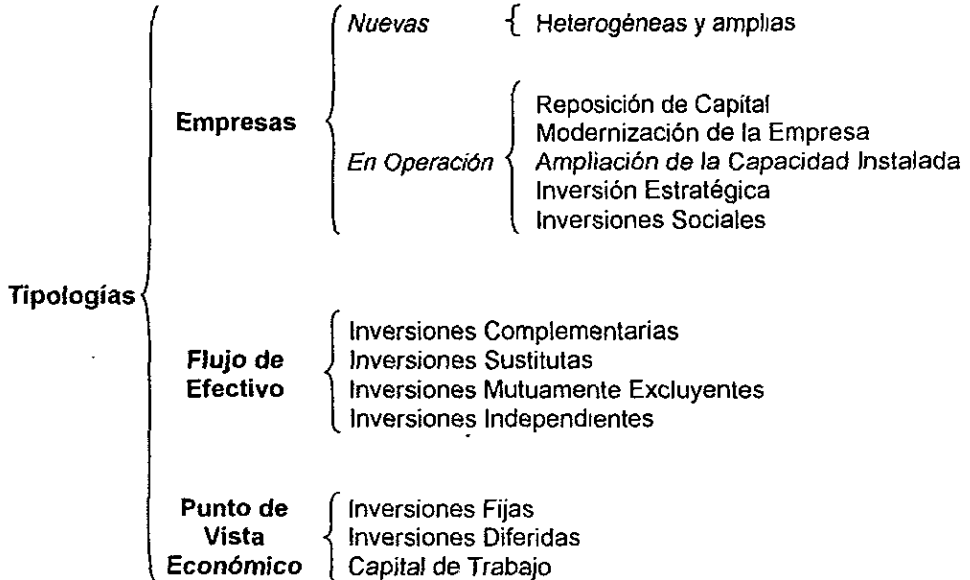 Tipologías
Empresas
Nuevas
Heterogéneas y amplias
En Operación
Reposición de Capital
Modernización de la Empresa
Ampliación de la Capacidad Instalada
Inversión Estratégica
Inversiones Sociales
Flujo de
Efectivo
Inversiones Complementarias
Inversiones Sustitutas
Inversiones Mutuamente Excluyentes
Inversiones Independientes
Punto de
Vista
Económico
Inversiones Fijas
Inversiones Diferidas
Capital de Trabajo